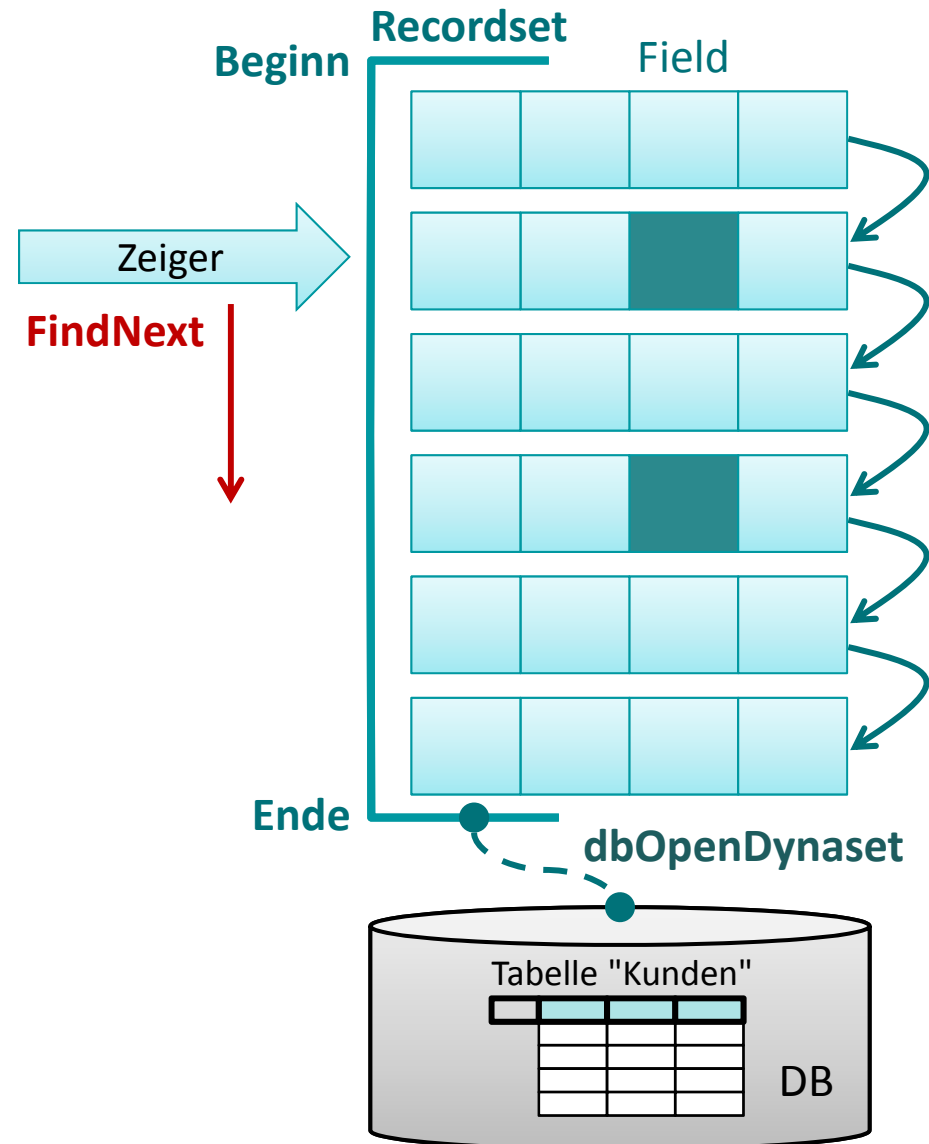 Recordset
Beginn
Field
Zeiger
FindNext
Ende
dbOpenDynaset
Tabelle "Kunden"
DB